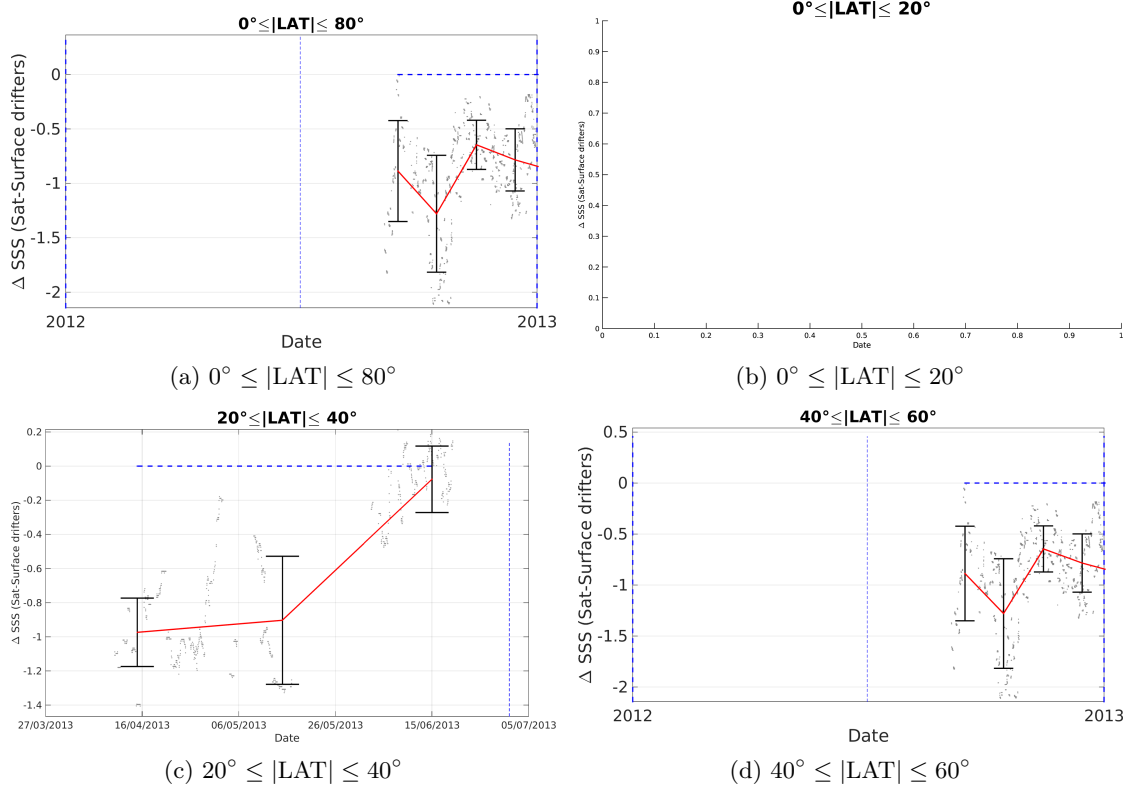 0°≤|LAT|≤ 80°
Δ SSS (Sat-Surface drifters)
0
-0.5
-1
-1.5
-2
2012
2013
Date
(a) 0° ≤ |LAT| ≤ 80°
0°≤|LAT|≤ 20°
Δ SSS (Sat-Surface drifters)
1
0.9
0.8
0.7
0.6
0.5
0.4
0.3
0.2
0.1
0
0 0.1 0.2 0.3 0.4 0.5 0.6 0.7 0.8 0.9 1
Date
(b) 0° ≤ |LAT| ≤ 20°
20°≤|LAT|≤ 40°
Δ SSS (Sat-Surface drifters)
0.2
0
-0.2
-0.4
-0.6
-0.8
-1
-1.2
-1.4
27/03/2013 16/04/2013 06/05/2013 26/05/2013 15/06/2013 05/07/2013
Date
(c) 20° ≤ |LAT| ≤ 40°
40°≤|LAT|≤ 60°
Δ SSS (Sat-Surface drifters)
0.5
0
-0.5
-1
-1.5
-2
2012
2013
Date
(d) 40° ≤ |LAT| ≤ 60°